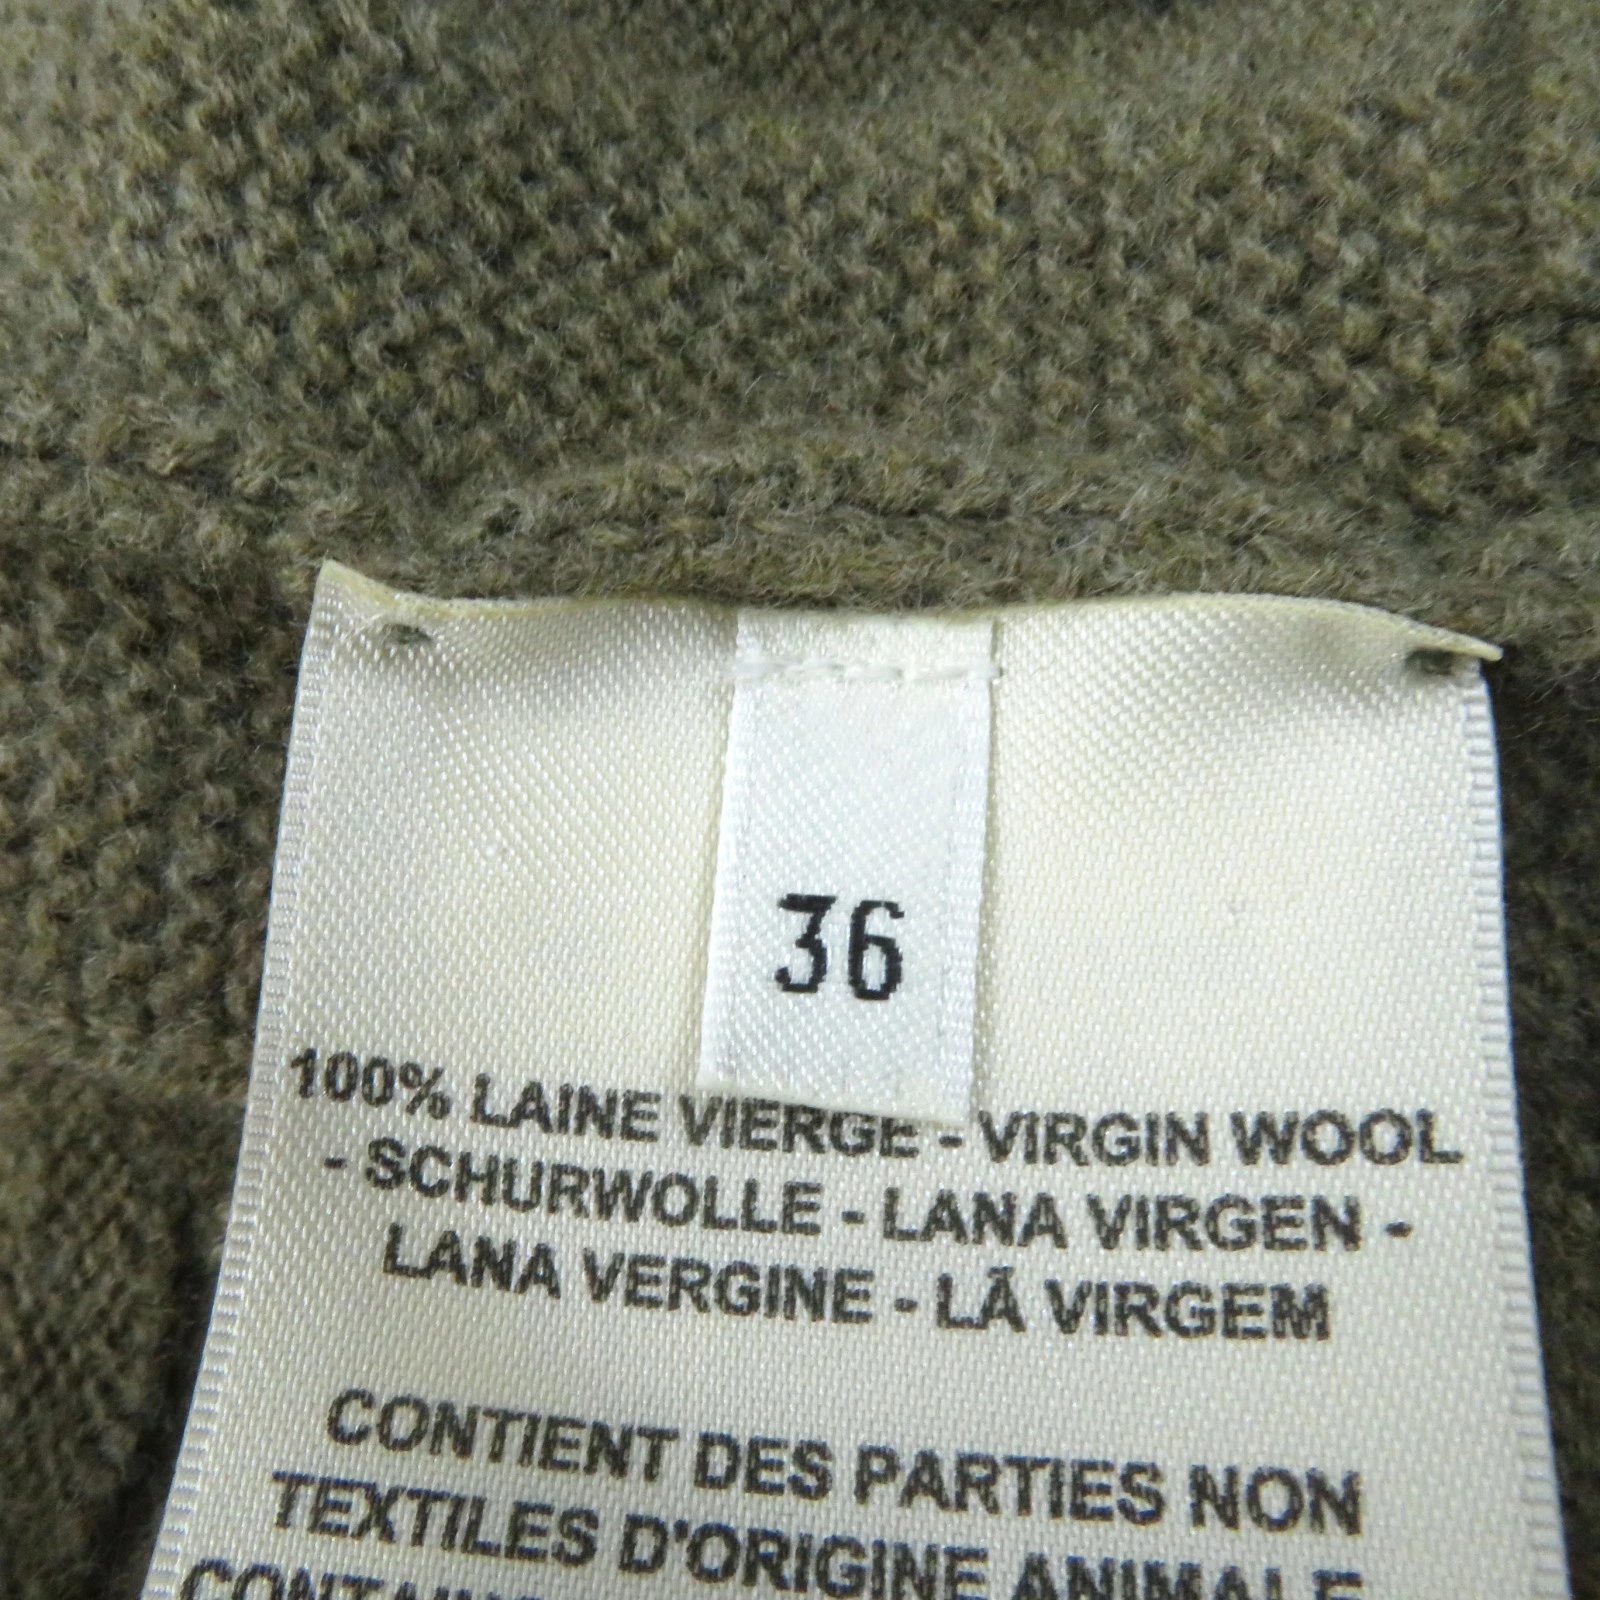 36
100% LAINE VIERGE - VIRGIN WOOL
- SCHURWOLLE - LANA VIRGEN -
LANA VERGINE - LÃ VIRGEM
CONTIENT DES PARTIES NON
TEXTILES D'ORIGINE ANIMALE